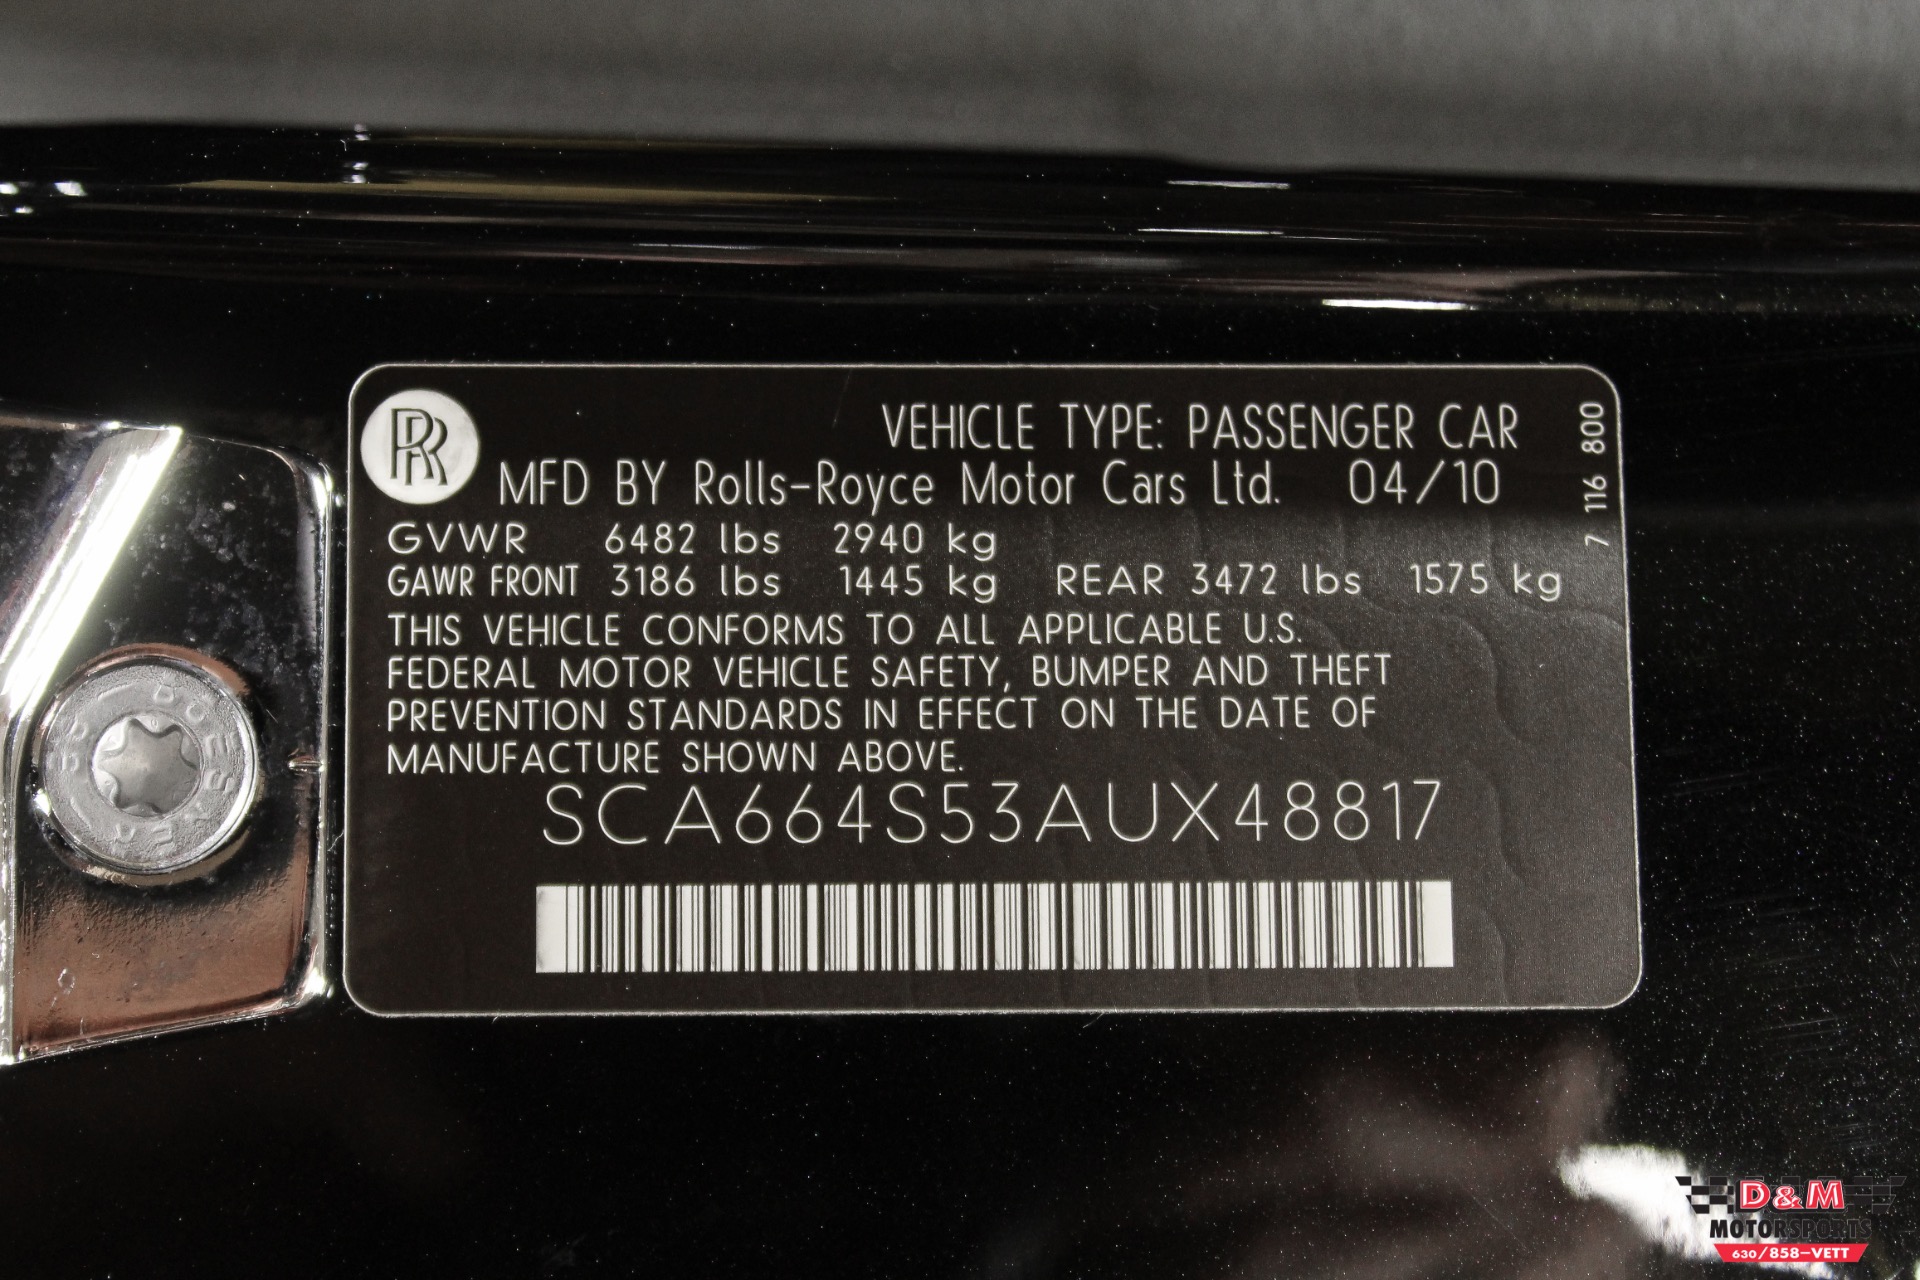 RR
VEHICLE TYPE: PASSENGER CAR
MFD BY Rolls-Royce Motor Cars Ltd. 04/10
7 116 800
GVWR 6482 lbs 2940 kg
GAWR FRONT 3186 lbs 1445 kg REAR 3472 lbs 1575 kg
THIS VEHICLE CONFORMS TO ALL APPLICABLE U.S.
FEDERAL MOTOR VEHICLE SAFETY, BUMPER AND THEFT
PREVENTION STANDARDS IN EFFECT ON THE DATE OF
MANUFACTURE SHOWN ABOVE.
SCA664S53AUX48817
D&M
MOTORSPORTS
630/858-VETT